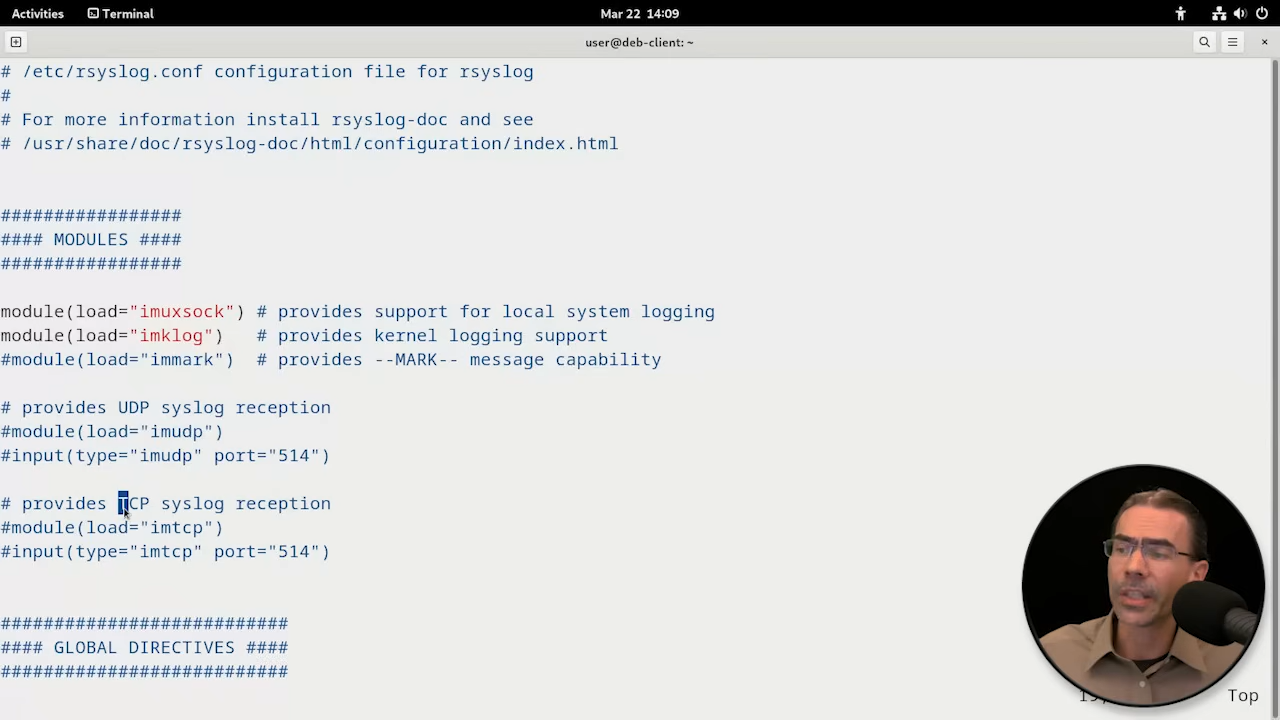 Activities Terminal Mar 22 14:09
user@deb-client: ~
# /etc/rsyslog.conf configuration file for rsyslog
#
# For more information install rsyslog-doc and see
# /usr/share/doc/rsyslog-doc/html/configuration/index.html
#################
#### MODULES ####
#################
module(load="imuxsock") # provides support for local system logging
module(load="imklog")   # provides kernel logging support
#module(load="immark")  # provides --MARK-- message capability
# provides UDP syslog reception
#module(load="imudp")
#input(type="imudp" port="514")
# provides TCP syslog reception
#module(load="imtcp")
#input(type="imtcp" port="514")
###########################
#### GLOBAL DIRECTIVES ####
###########################
Top